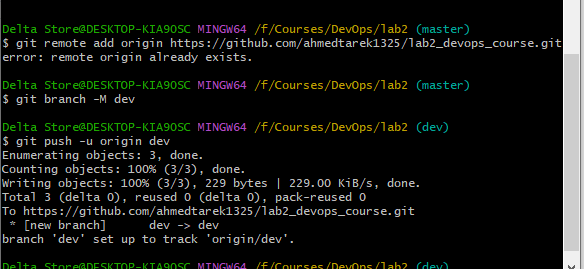 Delta Store@DESKTOP-KIA9OSC MINGW64 /f/Courses/DevOps/lab2 (master)
$ git remote add origin https://github.com/ahmedtarek1325/lab2_devops_course.git
error: remote origin already exists.
Delta Store@DESKTOP-KIA9OSC MINGW64 /f/Courses/DevOps/lab2 (master)
$ git branch -M dev
Delta Store@DESKTOP-KIA9OSC MINGW64 /f/Courses/DevOps/lab2 (dev)
$ git push -u origin dev
Enumerating objects: 3, done.
Counting objects: 100% (3/3), done.
Writing objects: 100% (3/3), 229 bytes | 229.00 KiB/s, done.
Total 3 (delta 0), reused 0 (delta 0), pack-reused 0
To https://github.com/ahmedtarek1325/lab2_devops_course.git
 * [new branch]      dev -> dev
branch 'dev' set up to track 'origin/dev'.
Delta Store@DESKTOP-KIA9OSC MINGW64 /f/Courses/DevOps/lab2 (dev)